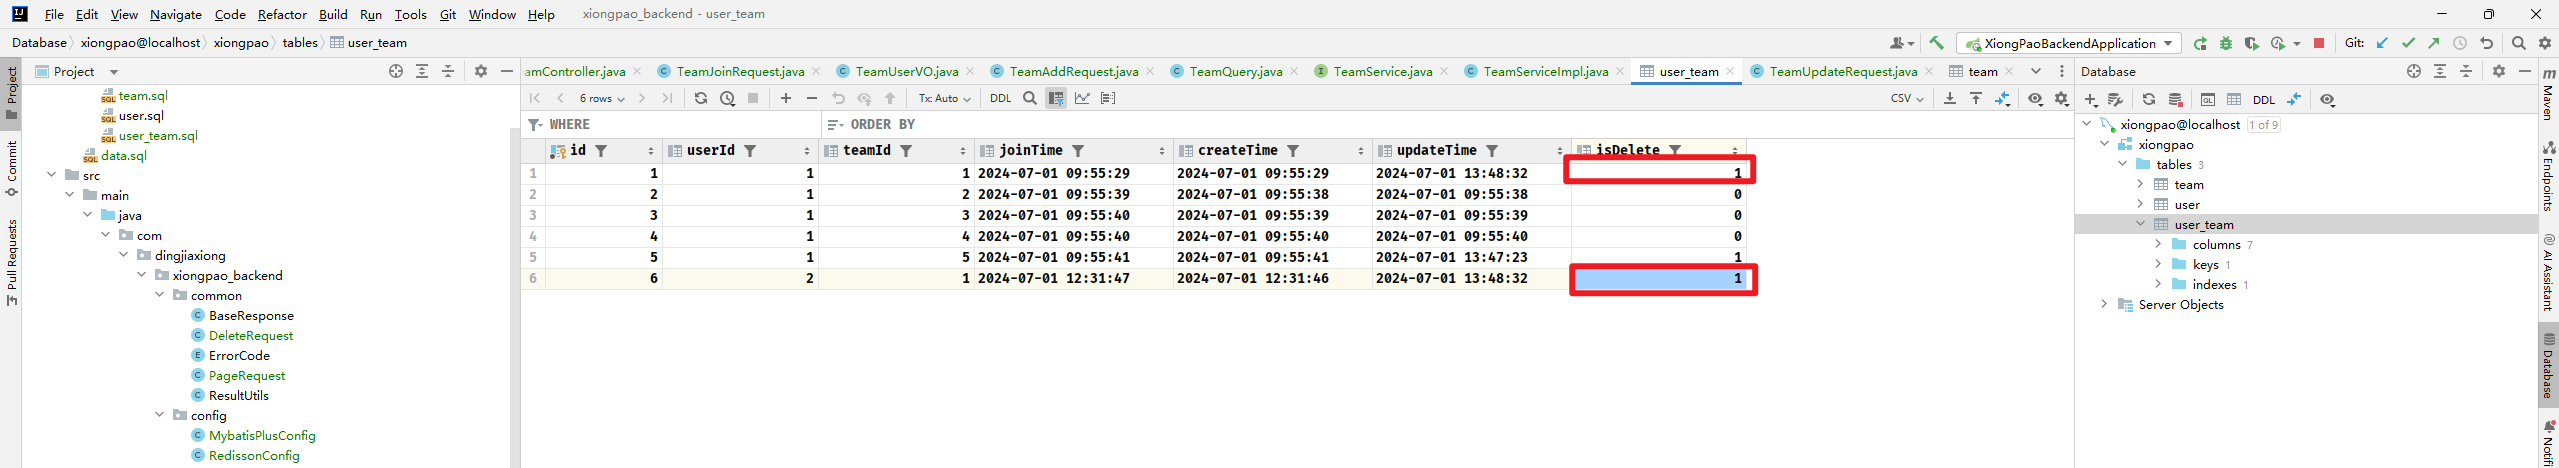 File Edit View Navigate Code Refactor Build Run Tools Git Window Help xiongpao_backend - user_team
Database xiongpao@localhost xiongpao tables user_team
XiongPaoBackendApplication Git:
Project
Commit
Pull Requests
Project
team.sql
user.sql
user_team.sql
data.sql
src
main
java
com
dingjiaxiong
xiongpao_backend
common
BaseResponse
DeleteRequest
ErrorCode
PageRequest
ResultUtils
config
MybatisPlusConfig
RedissonConfig
amController.java TeamJoinRequest.java TeamUserVO.java TeamAddRequest.java TeamQuery.java TeamService.java TeamServiceImpl.java user_team TeamUpdateRequest.java team
6 rows Tx: Auto DDL CSV
WHERE ORDER BY
id userId teamId joinTime createTime updateTime isDelete
1 1 1 1 2024-07-01 09:55:29 2024-07-01 09:55:29 2024-07-01 13:48:32 1
2 2 1 2 2024-07-01 09:55:39 2024-07-01 09:55:38 2024-07-01 09:55:38 0
3 3 1 3 2024-07-01 09:55:40 2024-07-01 09:55:39 2024-07-01 09:55:39 0
4 4 1 4 2024-07-01 09:55:40 2024-07-01 09:55:40 2024-07-01 09:55:40 0
5 5 1 5 2024-07-01 09:55:41 2024-07-01 09:55:41 2024-07-01 13:47:23 1
6 6 2 1 2024-07-01 12:31:47 2024-07-01 12:31:46 2024-07-01 13:48:32 1
Database
DDL
xiongpao@localhost 1 of 9
xiongpao
tables 3
team
user
user_team
columns 7
keys 1
indexes 1
Server Objects
Maven
Endpoints
AI Assistant
Database
Notifi